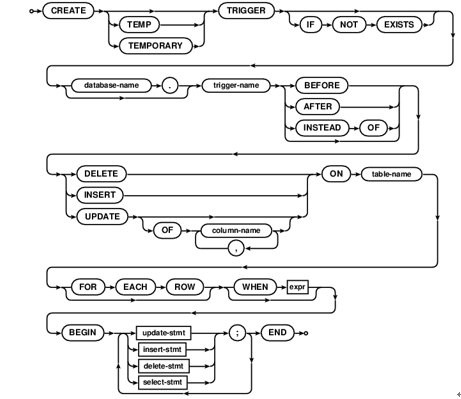 CREATE TEMP TEMPORARY TRIGGER IF NOT EXISTS
database-name . trigger-name BEFORE
AFTER
INSTEAD OF
DELETE ON table-name
INSERT
UPDATE OF column-name
,
FOR EACH ROW WHEN expr
BEGIN update-stmt ; END
insert-stmt
delete-stmt
select-stmt